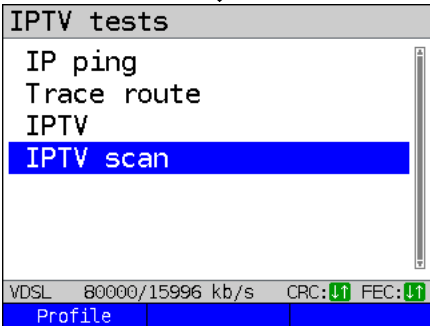 IPTV tests
IP ping
Trace route
IPTV
IPTV scan
VDSL 80000/15996 kb/s CRC:↓↑ FEC:↓↑
Profile